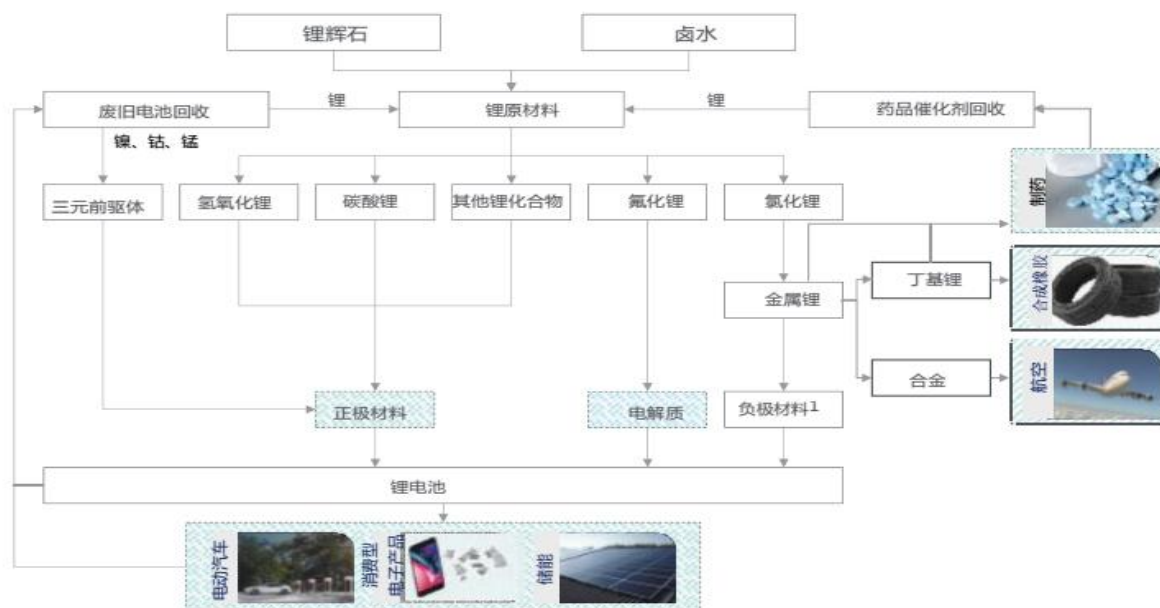 锂辉石
卤水
废旧电池回收
锂
锂原材料
锂
药品催化剂回收
镍、钴、锰
三元前驱体
氢氧化锂
碳酸锂
其他锂化合物
氟化锂
氯化锂
制药
金属锂
丁基锂
合成橡胶
合金
航空
正极材料
电解质
负极材料1
锂电池
电动汽车
消费型
电子产品
储能